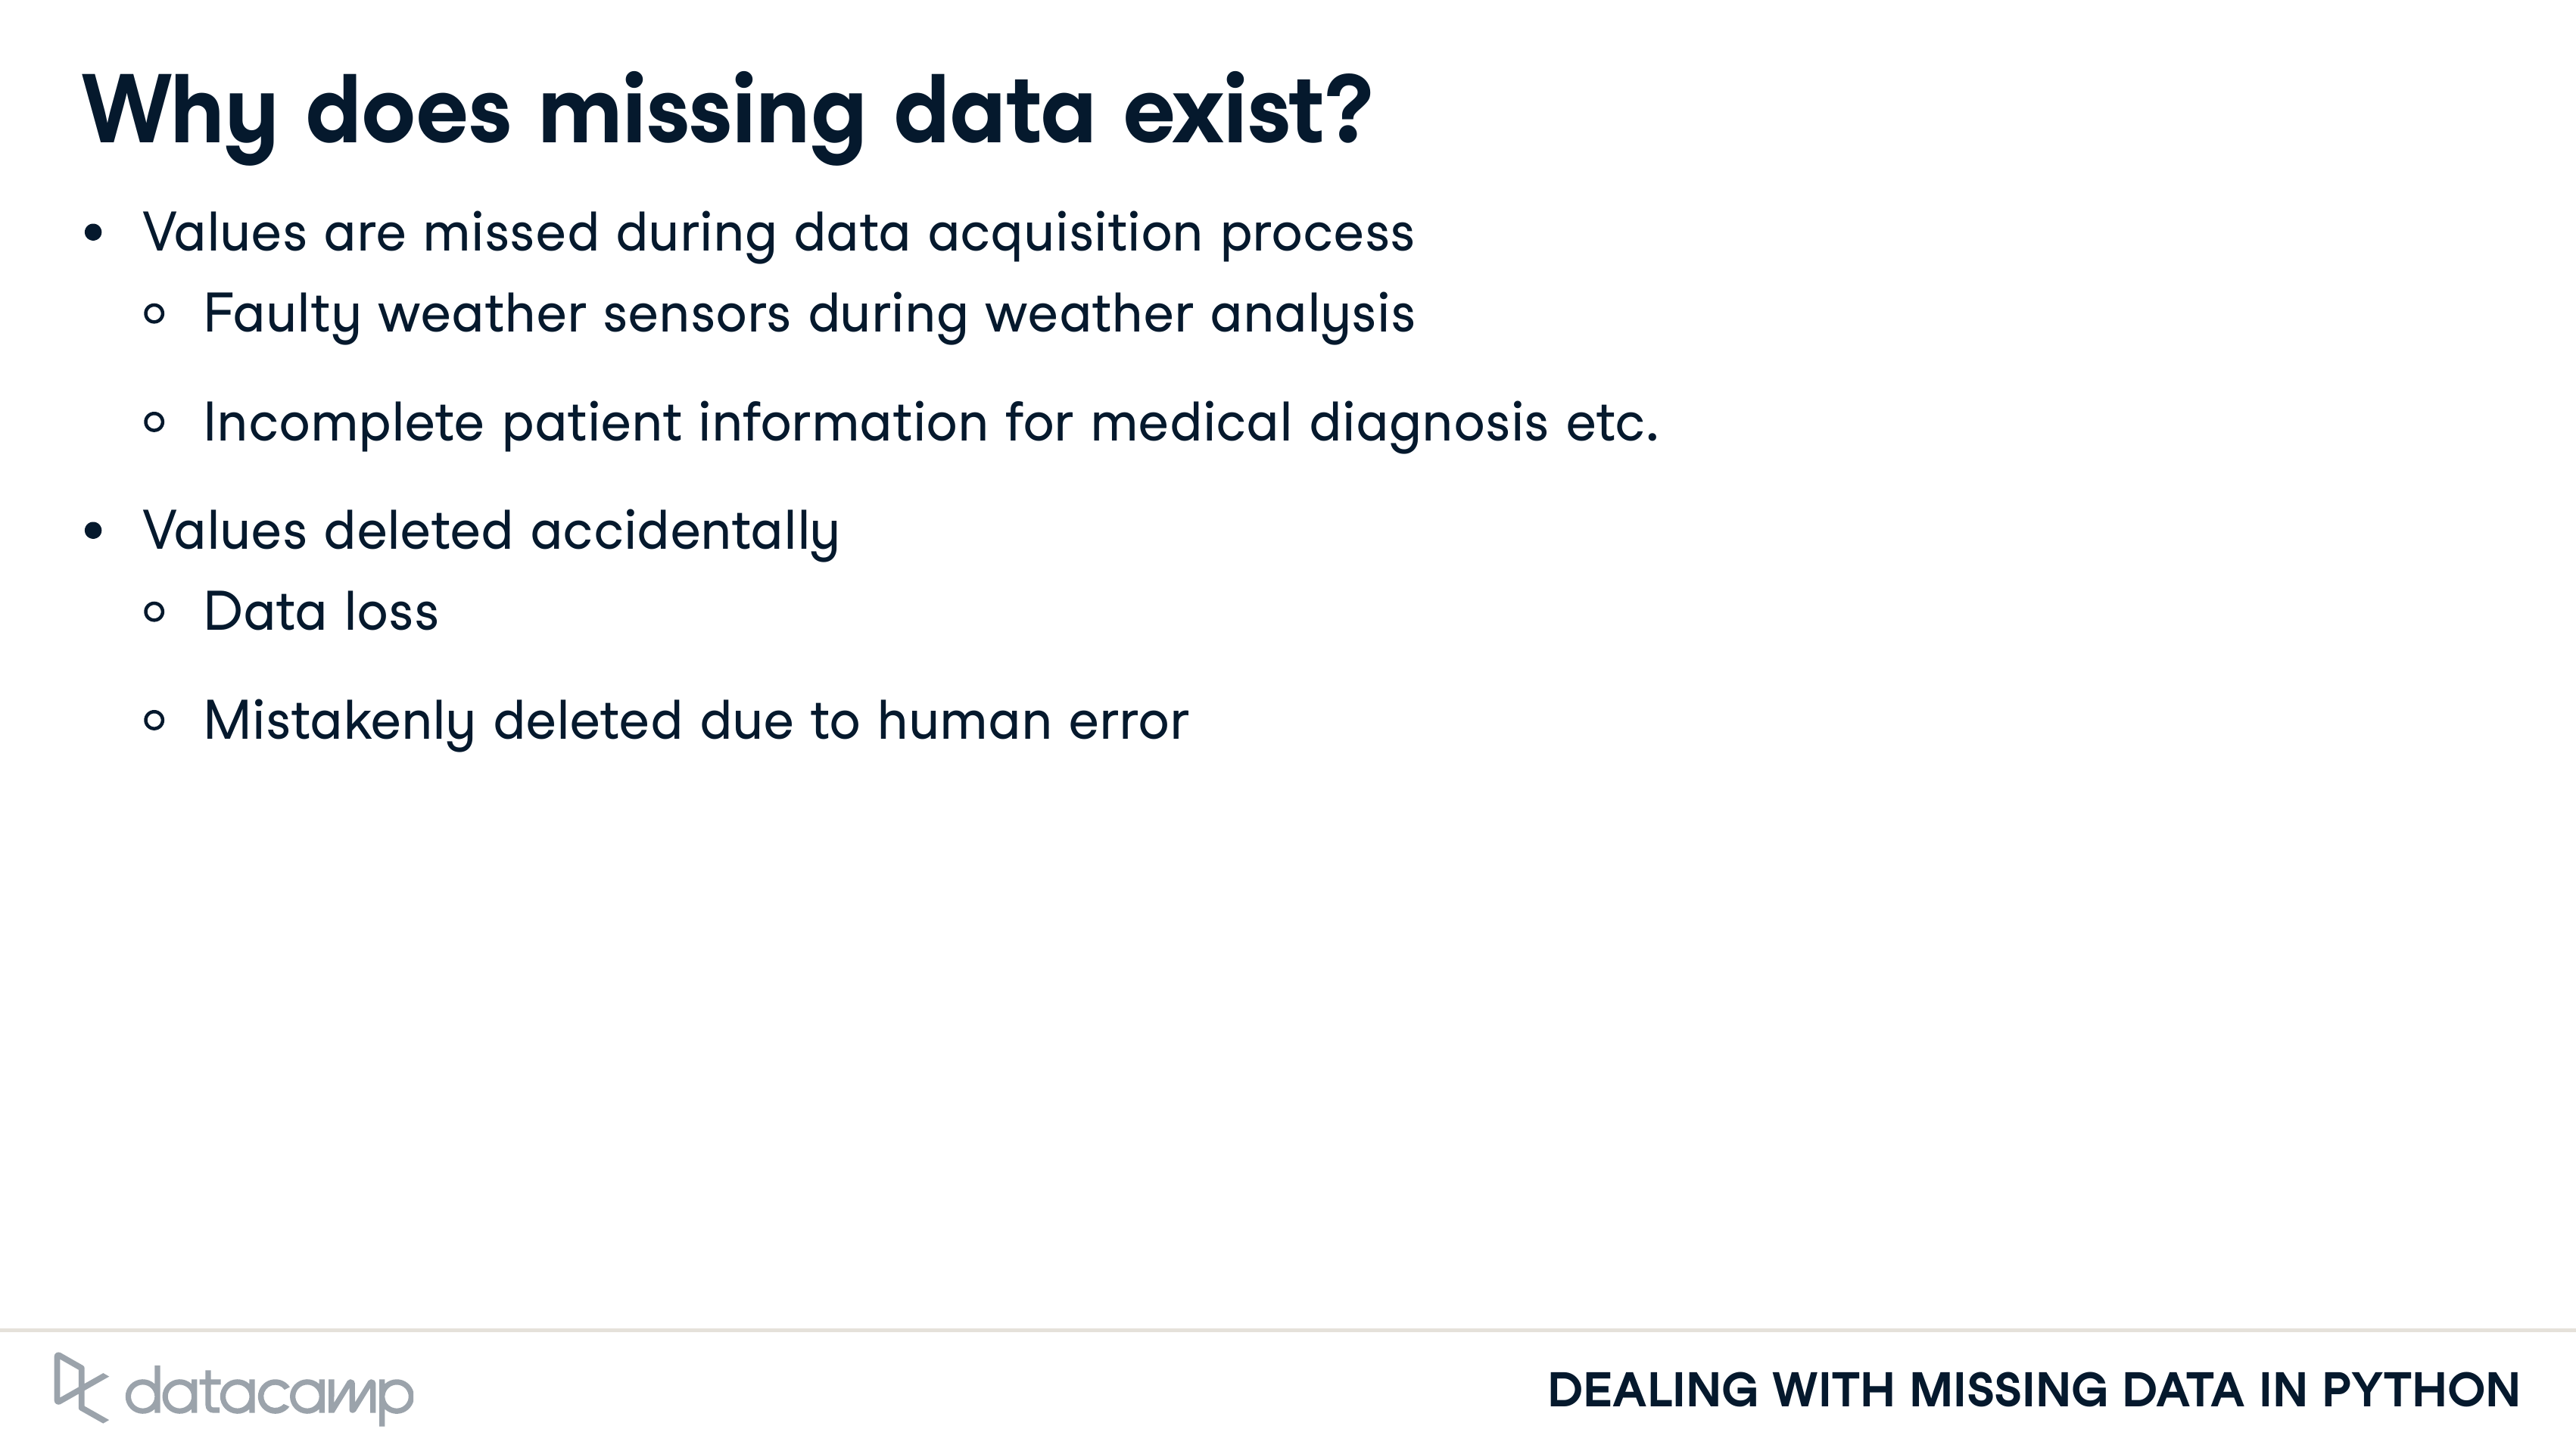 Why does missing data exist?
• Values are missed during data acquisition process
◦ Faulty weather sensors during weather analysis
◦ Incomplete patient information for medical diagnosis etc.
• Values deleted accidentally
◦ Data loss
◦ Mistakenly deleted due to human error
datacamp
DEALING WITH MISSING DATA IN PYTHON